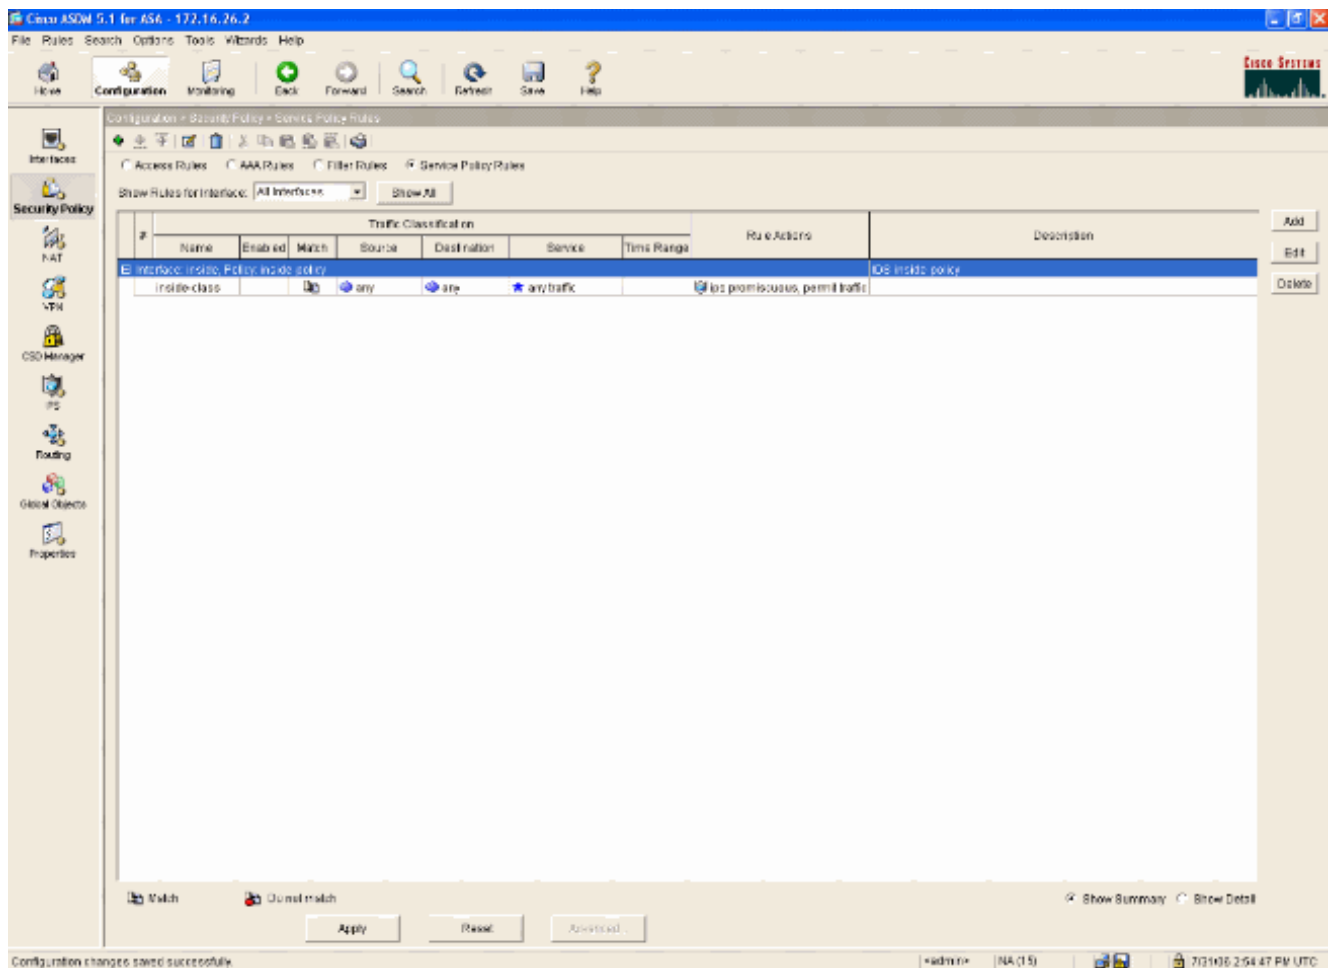 Cisco ASDM 5.1 for ASA - 172.16.26.2
File Rules Search Options Tools Wizards Help
Home Configuration Monitoring Back Forward Search Refresh Save Help
CISCO SYSTEMS
Configuration > Security Policy > Service Policy Rules
Interfaces
Security Policy
NAT
VPN
CSD Manager
IPS
Routing
Global Objects
Properties
Access Rules AAA Rules Filter Rules Service Policy Rules
Show Rules for Interface: All Interfaces Show All
# Traffic Classification Rule Actions Description
Name Enabled Match Source Destination Service Time Range
Interface: inside, Policy: inside-policy IDS-inside-policy
inside-class any any any traffic ips promiscuous, permit traffic
Add
Edit
Delete
Match Do not match Show Summary Show Detail
Apply Reset Advanced...
Configuration changes saved successfully. <admin> NA (15) 7/31/06 2:54:47 PM UTC